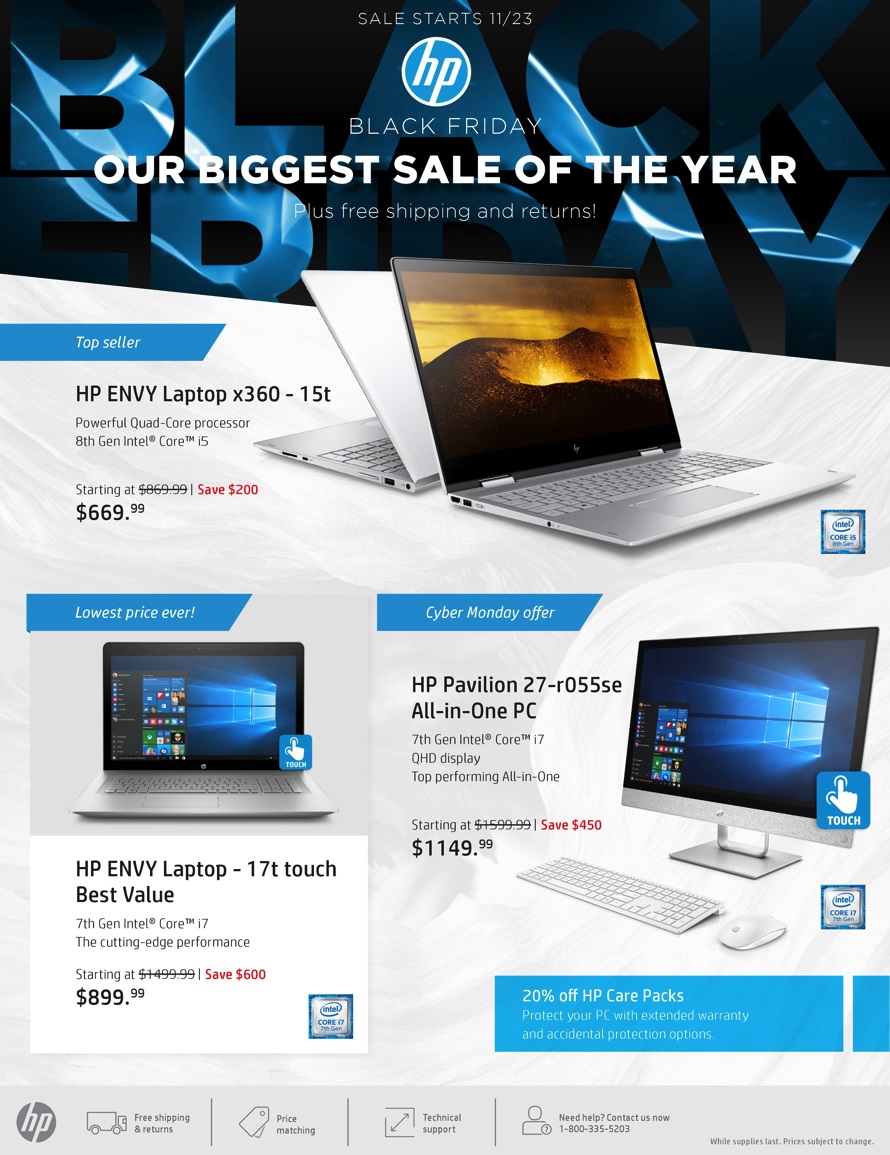 SALE STARTS 11/23
hp
BLACK FRIDAY
BLACK FRIDAY
OUR BIGGEST SALE OF THE YEAR
Plus free shipping and returns!
Top seller
HP ENVY Laptop x360 - 15t
Powerful Quad-Core processor
8th Gen Intel® Core™ i5
Starting at $869.99 | Save $200
$669.99
hp
intel
CORE i5
8th Gen
Lowest price ever!
TOUCH
hp
HP ENVY Laptop - 17t touch
Best Value
7th Gen Intel® Core™ i7
The cutting-edge performance
Starting at $1499.99 | Save $600
$899.99
intel
CORE i7
7th Gen
Cyber Monday offer
HP Pavilion 27-r055se
All-in-One PC
7th Gen Intel® Core™ i7
QHD display
Top performing All-in-One
Starting at $1599.99 | Save $450
$1149.99
TOUCH
intel
CORE i7
7th Gen
20% off HP Care Packs
Protect your PC with extended warranty
and accidental protection options.
hp
Free shipping
& returns
Price
matching
Technical
support
Need help? Contact us now
1-800-335-5203
While supplies last. Prices subject to change.